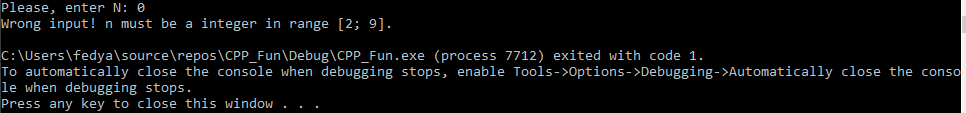 Please, enter N: 0
Wrong input! n must be a integer in range [2; 9].
C:\Users\fedya\source\repos\CPP_Fun\Debug\CPP_Fun.exe (process 7712) exited with code 1.
To automatically close the console when debugging stops, enable Tools->Options->Debugging->Automatically close the conso
le when debugging stops.
Press any key to close this window . . .